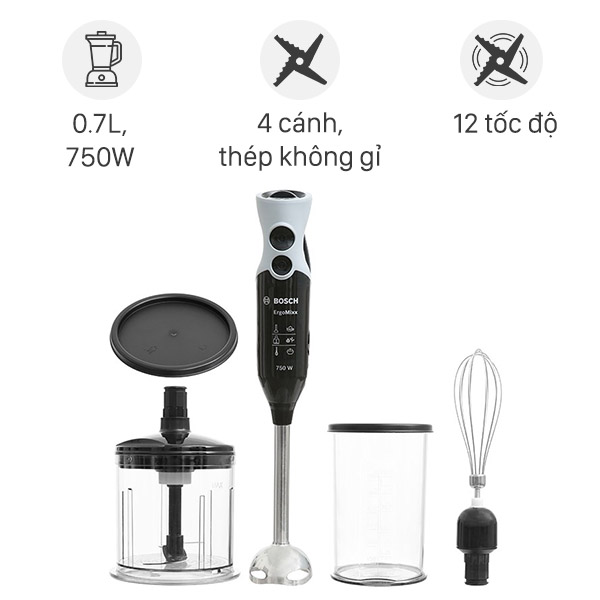 0.7L,
750W
4 cánh,
thép không gỉ
12 tốc độ
BOSCH
ErgoMixx
750 W